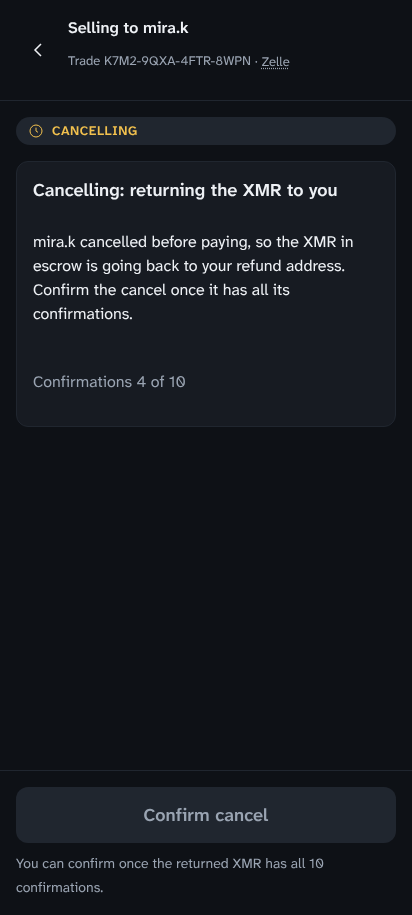 Selling to mira.k
Trade K7M2-9QXA-4FTR-8WPN · Zelle
CANCELLING
Cancelling: returning the XMR to you
mira.k cancelled before paying, so the XMR in
escrow is going back to your refund address.
Confirm the cancel once it has all its
confirmations.
Confirmations 4 of 10
Confirm cancel
You can confirm once the returned XMR has all 10
confirmations.